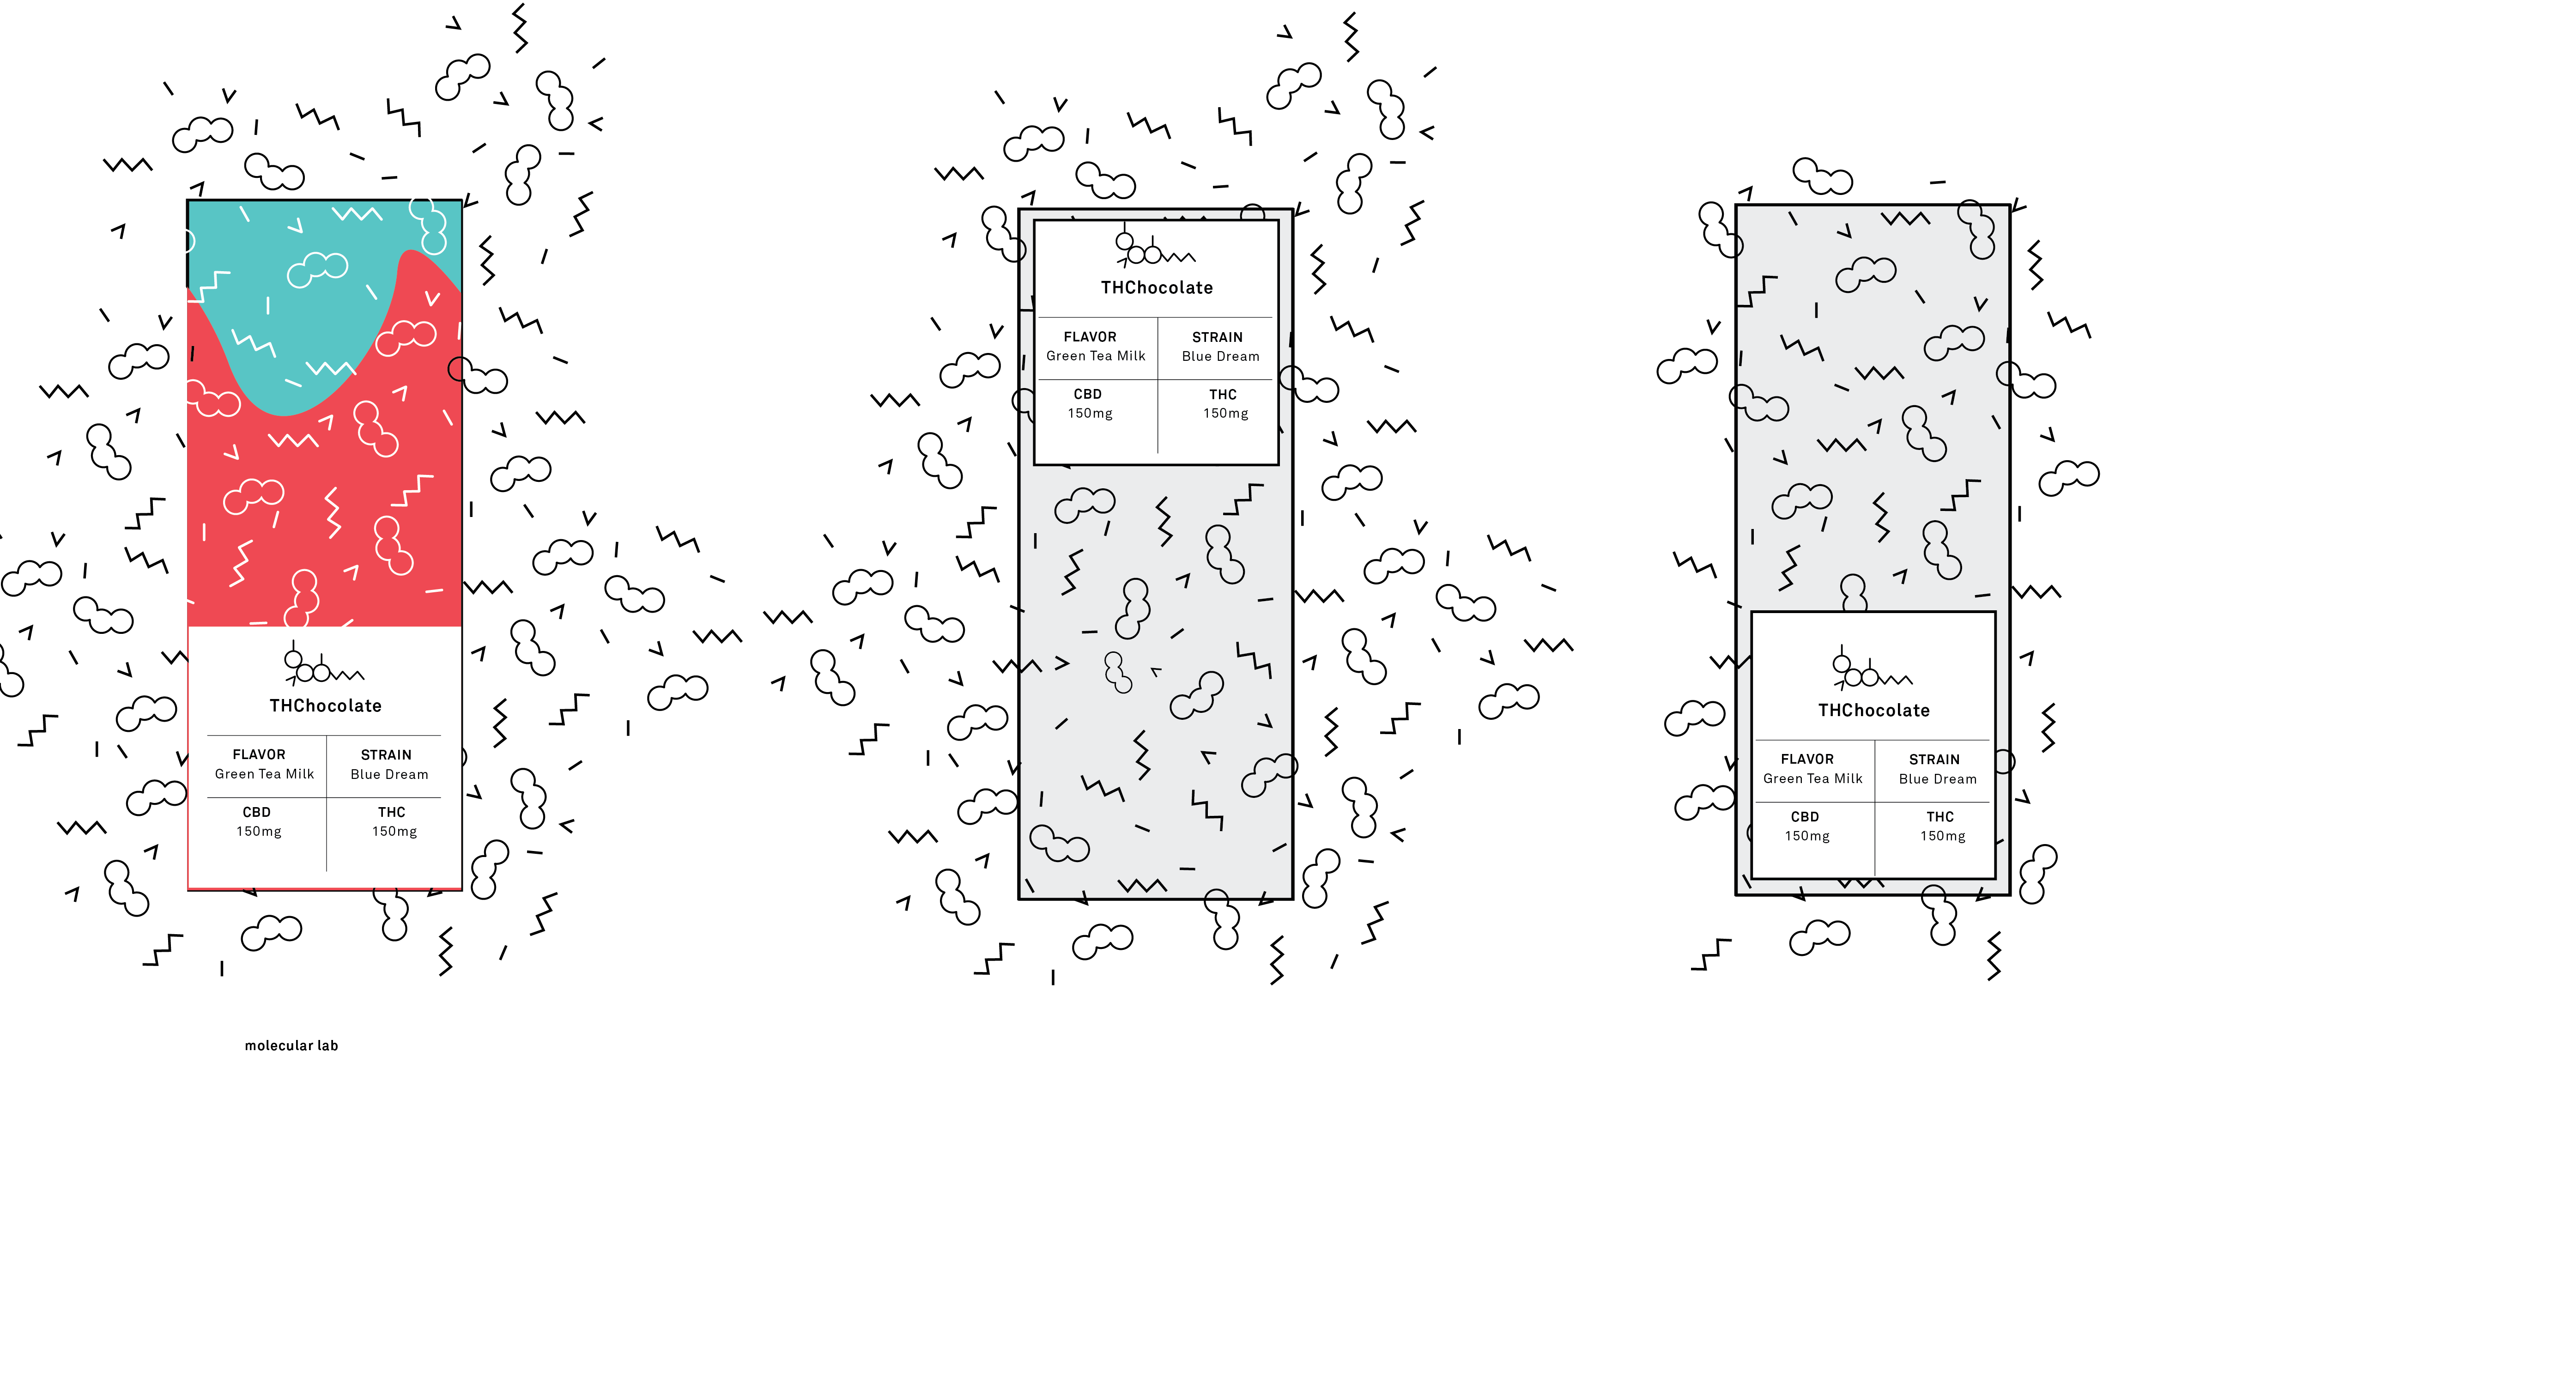 THChocolate
FLAVOR STRAIN
Green Tea Milk Blue Dream
CBD THC
150mg 150mg
molecular lab
THChocolate
FLAVOR STRAIN
Green Tea Milk Blue Dream
CBD THC
150mg 150mg
THChocolate
FLAVOR STRAIN
Green Tea Milk Blue Dream
CBD THC
150mg 150mg